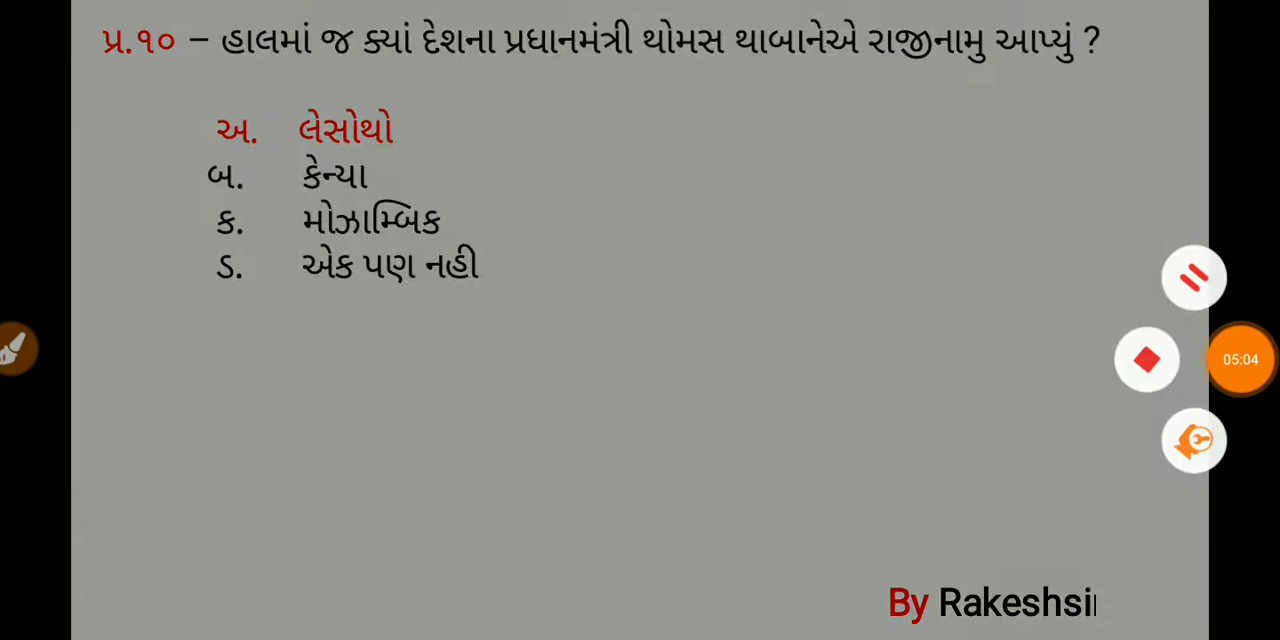 પ્ર.૧૦ – હાલમાં જ ક્યાં દેશના પ્રધાનમંત્રી થોમસ થાબાનેએ રાજીનામુ આપ્યું ?
અ. લેસોથો
બ. કેન્યા
ક. મોઝામ્બિક
ડ. એક પણ નહી
05:04
By Rakeshsi